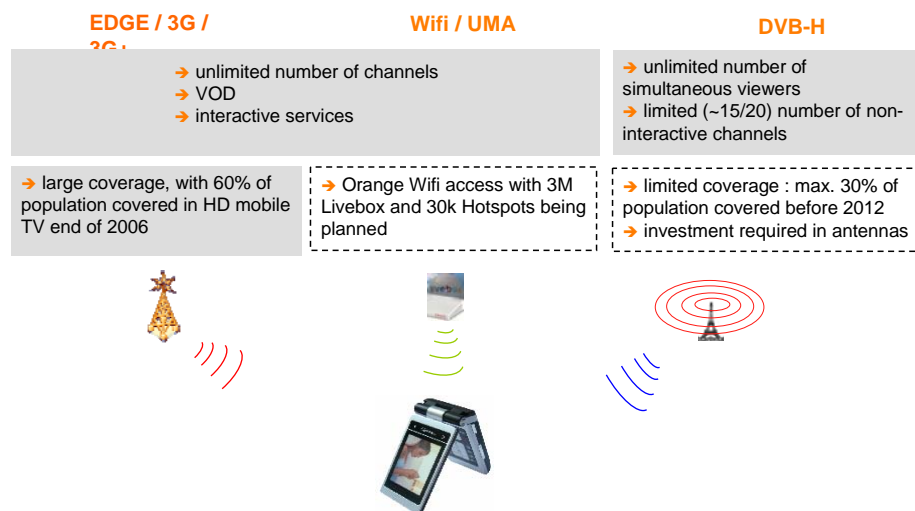 EDGE / 3G /
3G+
Wifi / UMA
DVB-H
➔ unlimited number of channels
➔ VOD
➔ interactive services
➔ unlimited number of
simultaneous viewers
➔ limited (~15/20) number of non-
interactive channels
➔ large coverage, with 60% of
population covered in HD mobile
TV end of 2006
➔ Orange Wifi access with 3M
Livebox and 30k Hotspots being
planned
➔ limited coverage : max. 30% of
population covered before 2012
➔ investment required in antennas